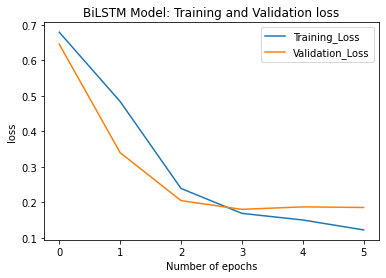 BiLSTM Model: Training and Validation loss
Training_Loss
Validation_Loss
loss
0.7
0.6
0.5
0.4
0.3
0.2
0.1
0 1 2 3 4 5
Number of epochs